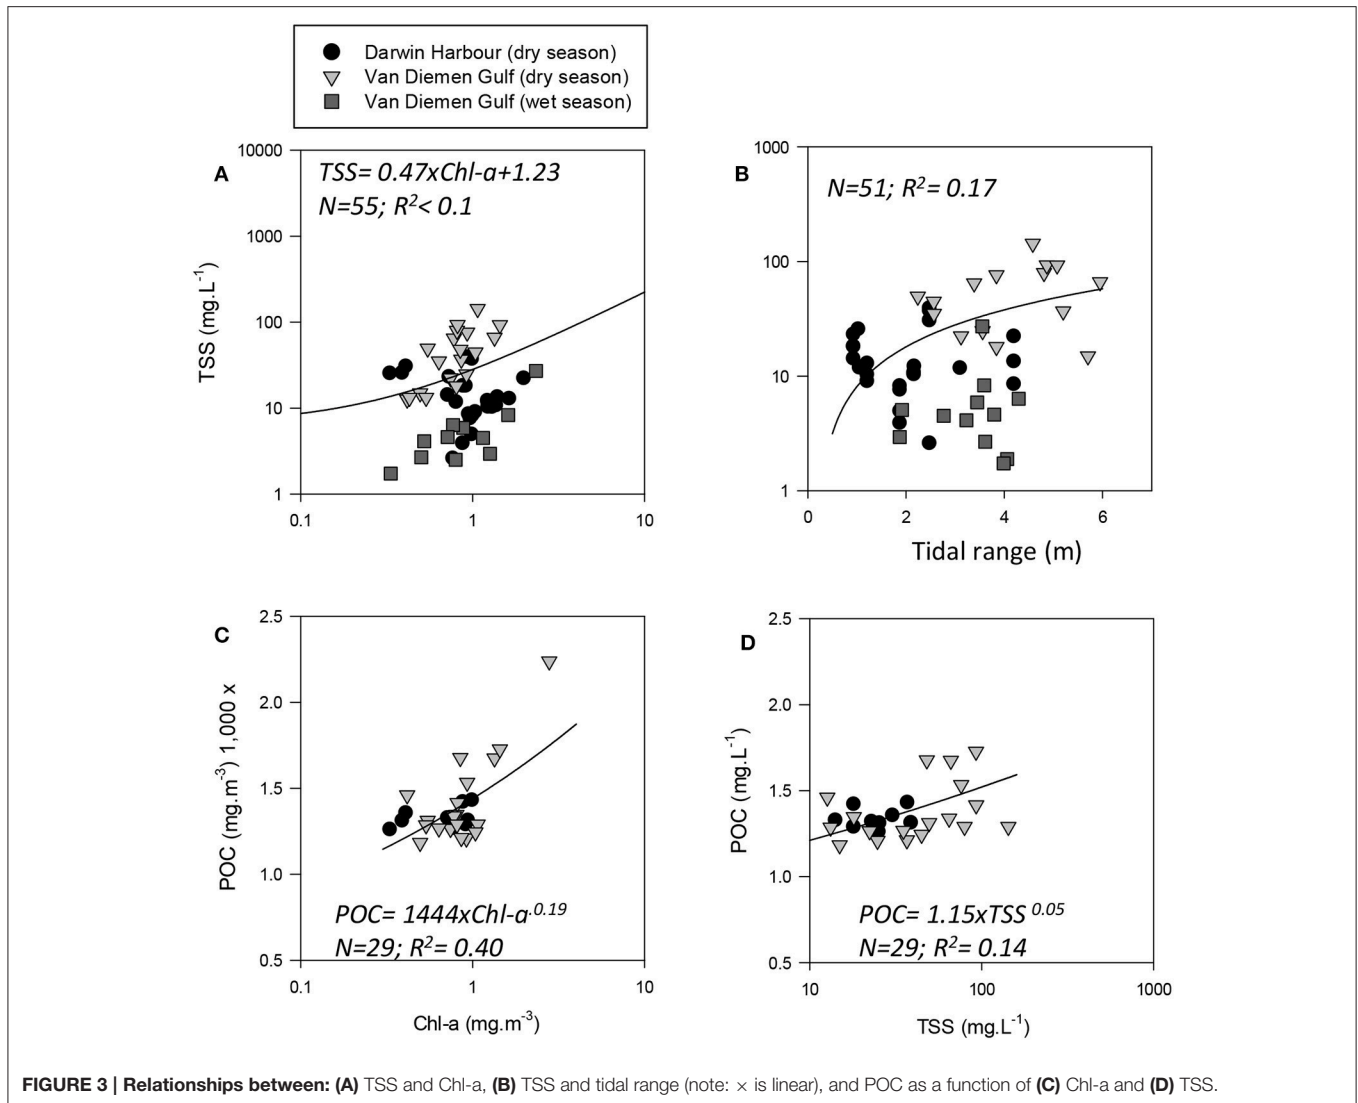 Darwin Harbour (dry season)
Van Diemen Gulf (dry season)
Van Diemen Gulf (wet season)
A
TSS= 0.47xChl-a+1.23
N=55; R²< 0.1
10000
1000
100
10
1
TSS (mg.L⁻¹)
0.1 1 10
B
N=51; R²= 0.17
1000
100
10
1
0 2 4 6
Tidal range (m)
C
2.5
2.0
1.5
1.0
0.5
POC (mg.m⁻³) 1,000 x
POC= 1444xChl-a^.0.19
N=29; R²= 0.40
0.1 1 10
Chl-a (mg.m⁻³)
D
2.5
2.0
1.5
1.0
0.5
POC (mg.L⁻¹)
POC= 1.15xTSS^0.05
N=29; R²= 0.14
10 100 1000
TSS (mg.L⁻¹)
FIGURE 3 | Relationships between: (A) TSS and Chl-a, (B) TSS and tidal range (note: × is linear), and POC as a function of (C) Chl-a and (D) TSS.